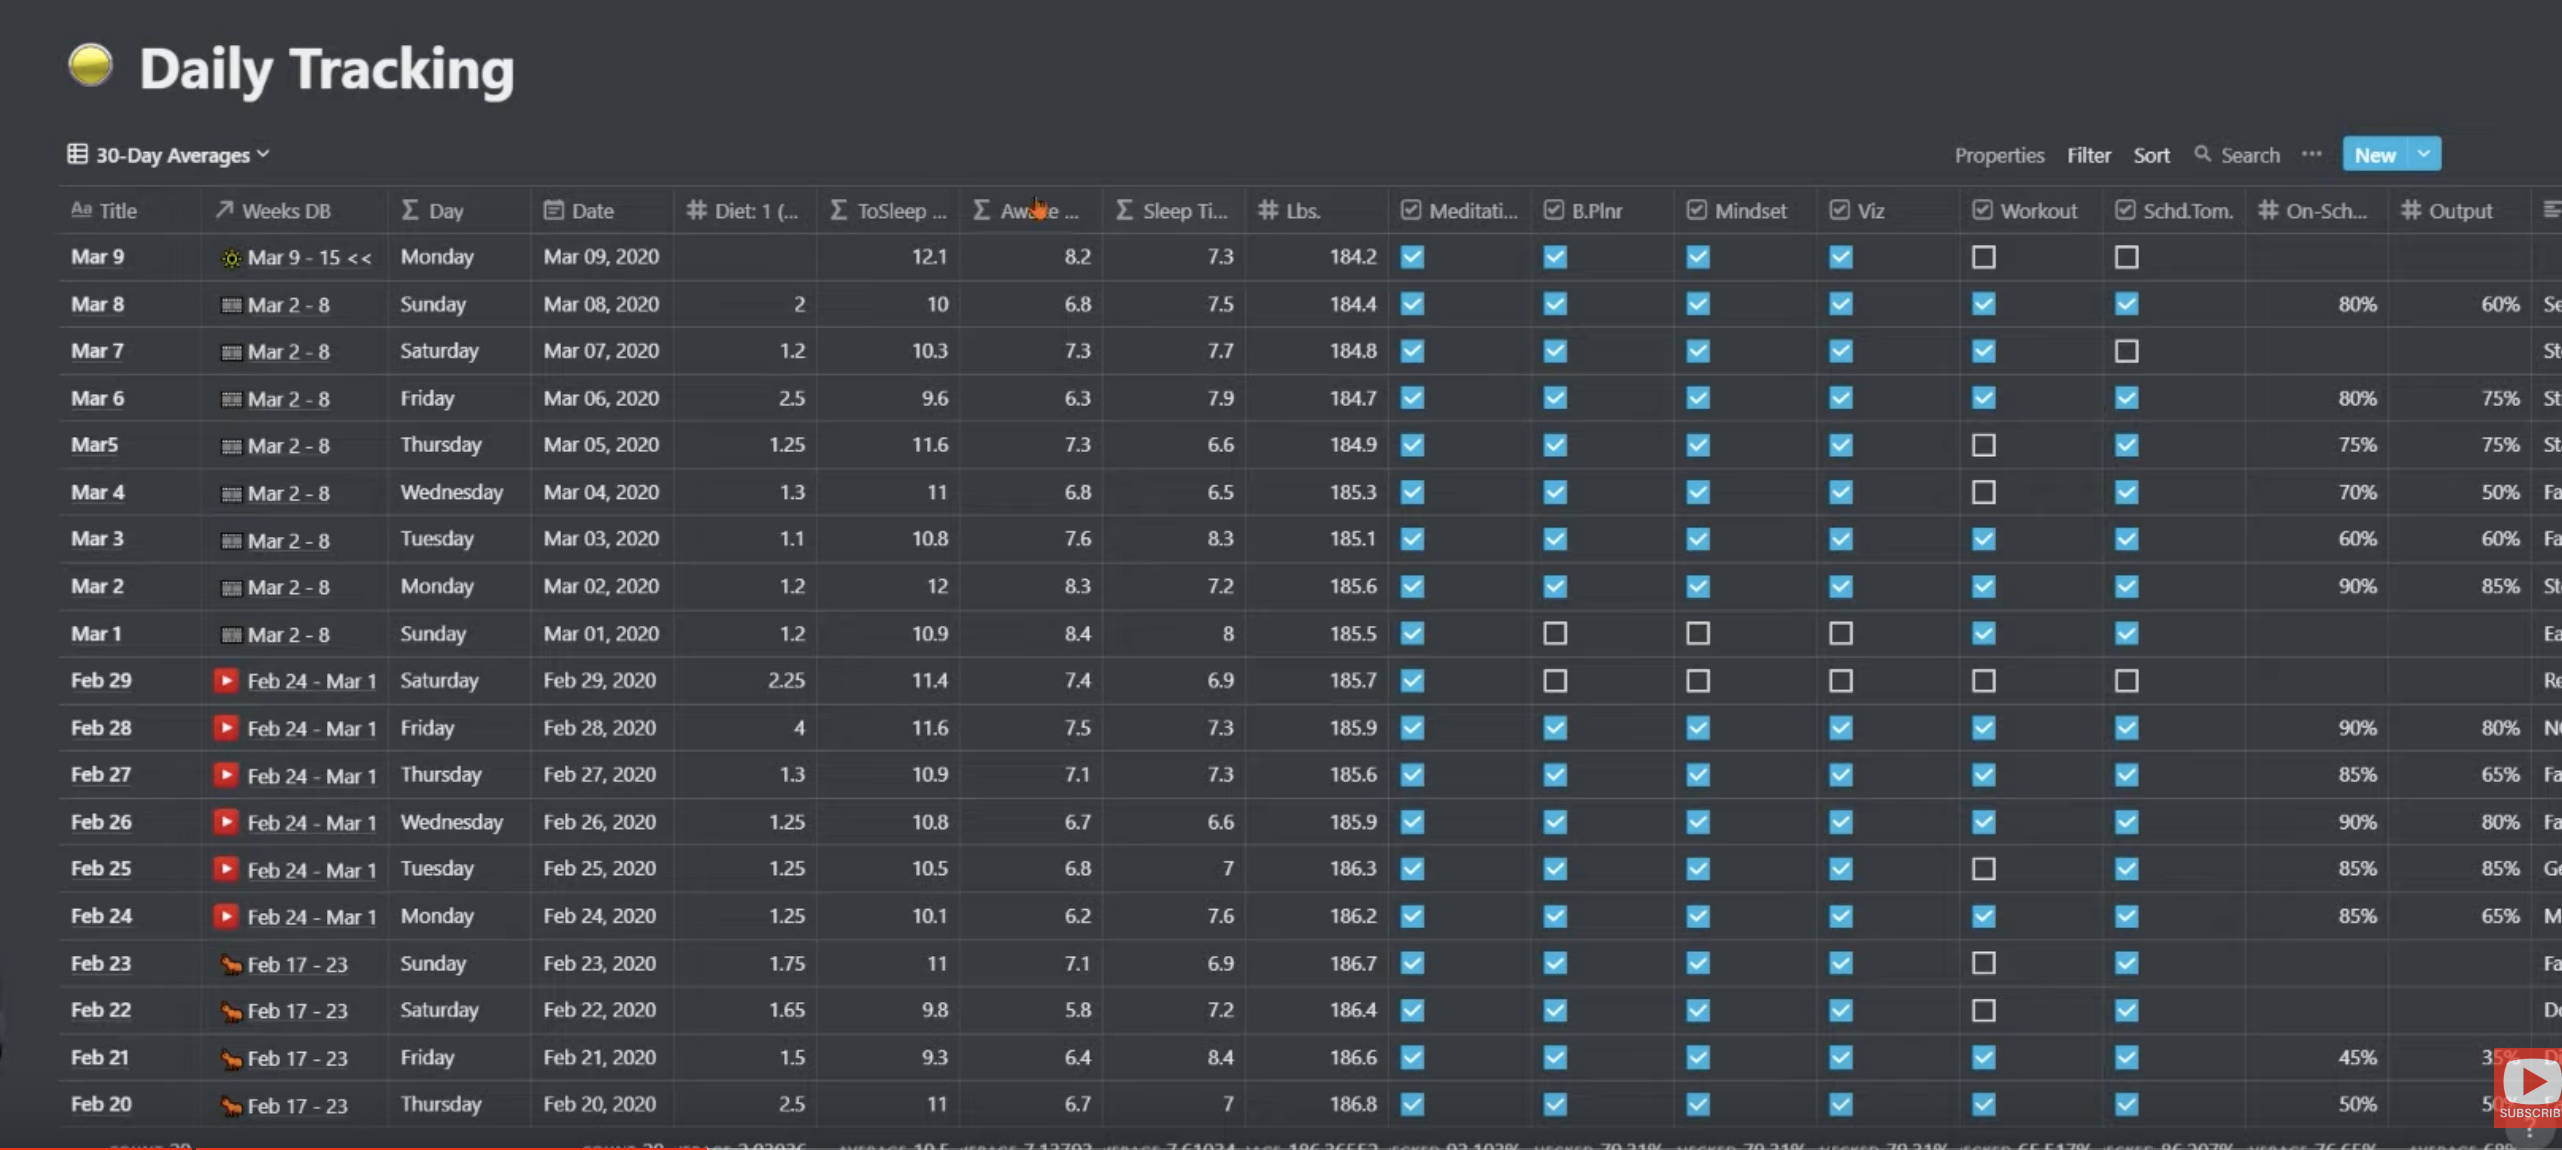 Daily Tracking
30-Day Averages Properties Filter Sort Search ... New
Aa Title Weeks DB Σ Day Date # Diet: 1 (... Σ ToSleep ... Σ ... Σ Sleep Ti... # Lbs. Meditati... B.Plnr Mindset Viz Workout Schd.Tom. # On-Sch... # Output
Mar 9 Mar 9 - 15 << Monday Mar 09, 2020 12.1 8.2 7.3 184.2
Mar 8 Mar 2 - 8 Sunday Mar 08, 2020 2 10 6.8 7.5 184.4 80% 60% Se
Mar 7 Mar 2 - 8 Saturday Mar 07, 2020 1.2 10.3 7.3 7.7 184.8 St
Mar 6 Mar 2 - 8 Friday Mar 06, 2020 2.5 9.6 6.3 7.9 184.7 80% 75% St
Mar5 Mar 2 - 8 Thursday Mar 05, 2020 1.25 11.6 7.3 6.6 184.9 75% 75% St
Mar 4 Mar 2 - 8 Wednesday Mar 04, 2020 1.3 11 6.8 6.5 185.3 70% 50% Fa
Mar 3 Mar 2 - 8 Tuesday Mar 03, 2020 1.1 10.8 7.6 8.3 185.1 60% 60% Fa
Mar 2 Mar 2 - 8 Monday Mar 02, 2020 1.2 12 8.3 7.2 185.6 90% 85% St
Mar 1 Mar 2 - 8 Sunday Mar 01, 2020 1.2 10.9 8.4 8 185.5 Ea
Feb 29 Feb 24 - Mar 1 Saturday Feb 29, 2020 2.25 11.4 7.4 6.9 185.7 Re
Feb 28 Feb 24 - Mar 1 Friday Feb 28, 2020 4 11.6 7.5 7.3 185.9 90% 80%
Feb 27 Feb 24 - Mar 1 Thursday Feb 27, 2020 1.3 10.9 7.1 7.3 185.6 85% 65% Fa
Feb 26 Feb 24 - Mar 1 Wednesday Feb 26, 2020 1.25 10.8 6.7 6.6 185.9 90% 80% Fa
Feb 25 Feb 24 - Mar 1 Tuesday Feb 25, 2020 1.25 10.5 6.8 7 186.3 85% 85% Ge
Feb 24 Feb 24 - Mar 1 Monday Feb 24, 2020 1.25 10.1 6.2 7.6 186.2 85% 65% M
Feb 23 Feb 17 - 23 Sunday Feb 23, 2020 1.75 11 7.1 6.9 186.7 Fa
Feb 22 Feb 17 - 23 Saturday Feb 22, 2020 1.65 9.8 5.8 7.2 186.4 De
Feb 21 Feb 17 - 23 Friday Feb 21, 2020 1.5 9.3 6.4 8.4 186.6 45% 35%
Feb 20 Feb 17 - 23 Thursday Feb 20, 2020 2.5 11 6.7 7 186.8 50%
SUBSCRIB